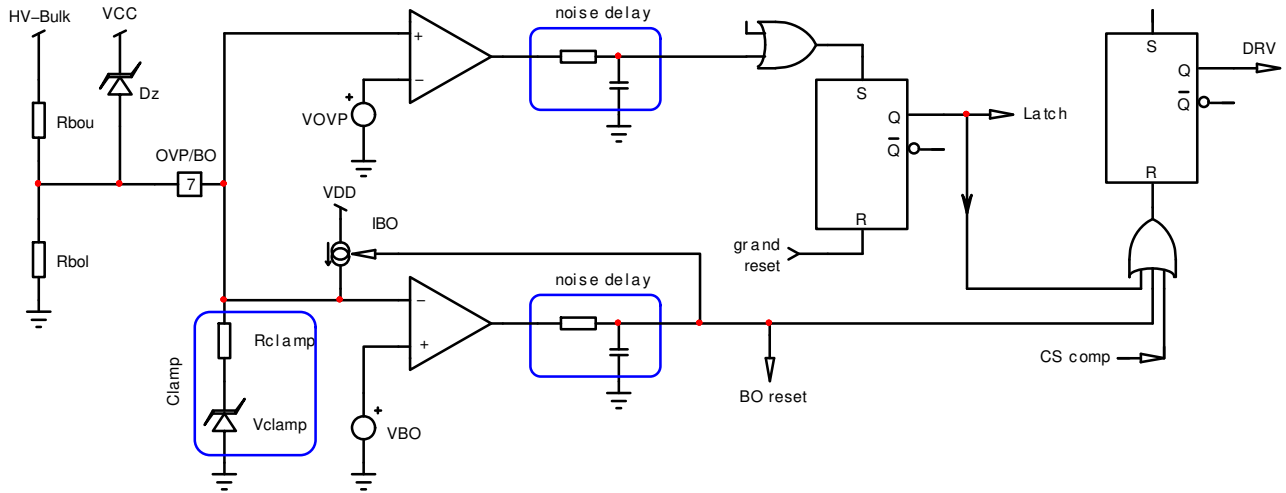 HV–Bulk
VCC
noise delay
S
Q
Q
DRV
R
Dz
Rbou
VOVP
+
–
+
S
Q
Q
R
Latch
OVP/BO
7
VDD
IBO
grand
reset
Rbol
noise delay
–
+
Clamp
Rclamp
Vclamp
+
VBO
BO reset
CS comp